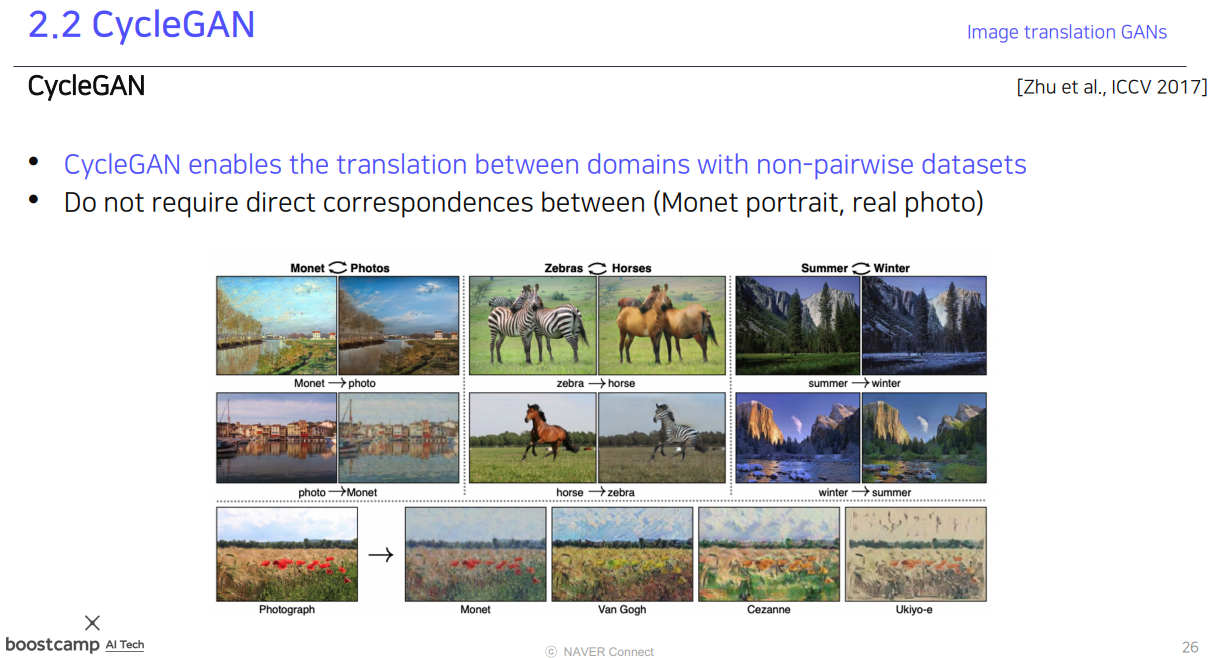 2.2 CycleGAN
Image translation GANs
CycleGAN
[Zhu et al., ICCV 2017]
• CycleGAN enables the translation between domains with non-pairwise datasets
• Do not require direct correspondences between (Monet portrait, real photo)
Monet Photos
Zebras Horses
Summer Winter
Monet → photo
zebra → horse
summer → winter
photo → Monet
horse → zebra
winter → summer
→
Photograph
Monet
Van Gogh
Cezanne
Ukiyo-e
boostcamp AI Tech
ⓒ NAVER Connect
26